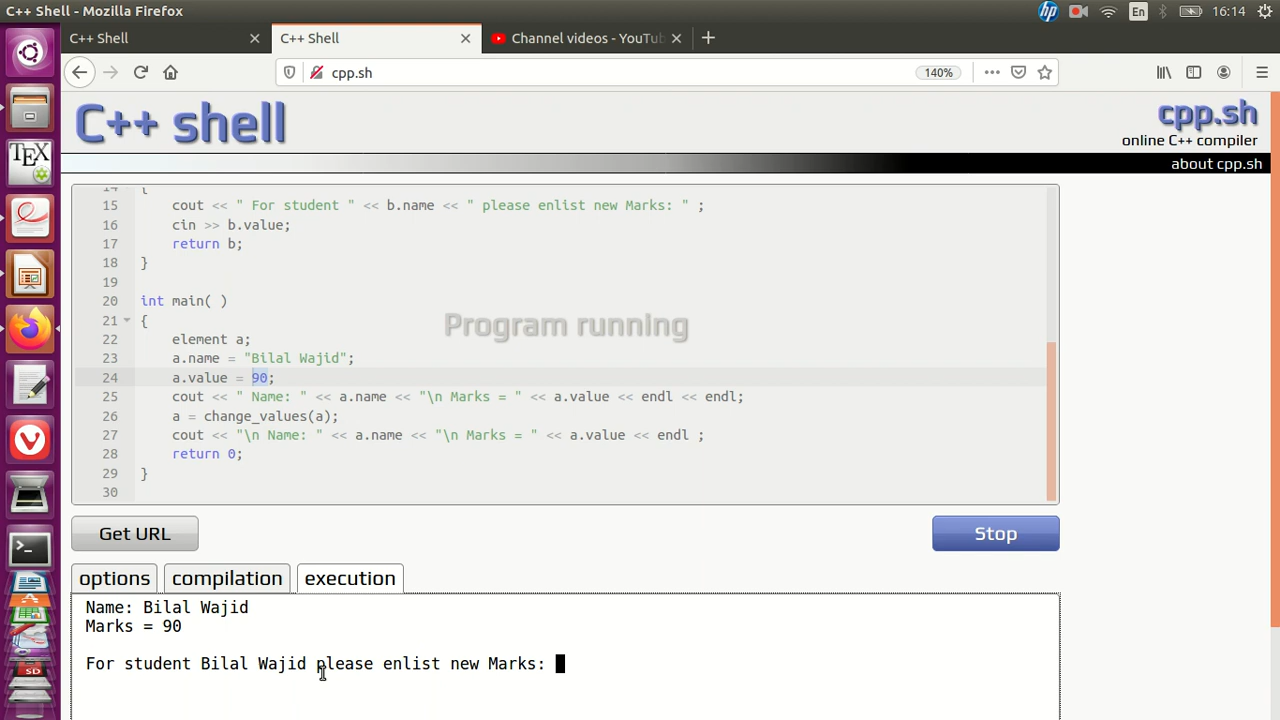 C++ Shell - Mozilla Firefox
En
16:14
C++ Shell
C++ Shell
Channel videos - YouTub
cpp.sh
140%
C++ shell
cpp.sh
online C++ compiler
about cpp.sh
14 {
15 cout << " For student " << b.name << " please enlist new Marks: " ;
16 cin >> b.value;
17 return b;
18 }
19
20 int main( )
21 {
Program running
22 element a;
23 a.name = "Bilal Wajid";
24 a.value = 90;
25 cout << " Name: " << a.name << "\n Marks = " << a.value << endl << endl;
26 a = change_values(a);
27 cout << "\n Name: " << a.name << "\n Marks = " << a.value << endl ;
28 return 0;
29 }
30
Get URL
Stop
options
compilation
execution
Name: Bilal Wajid
Marks = 90
For student Bilal Wajid please enlist new Marks:
hp
TEX
SD